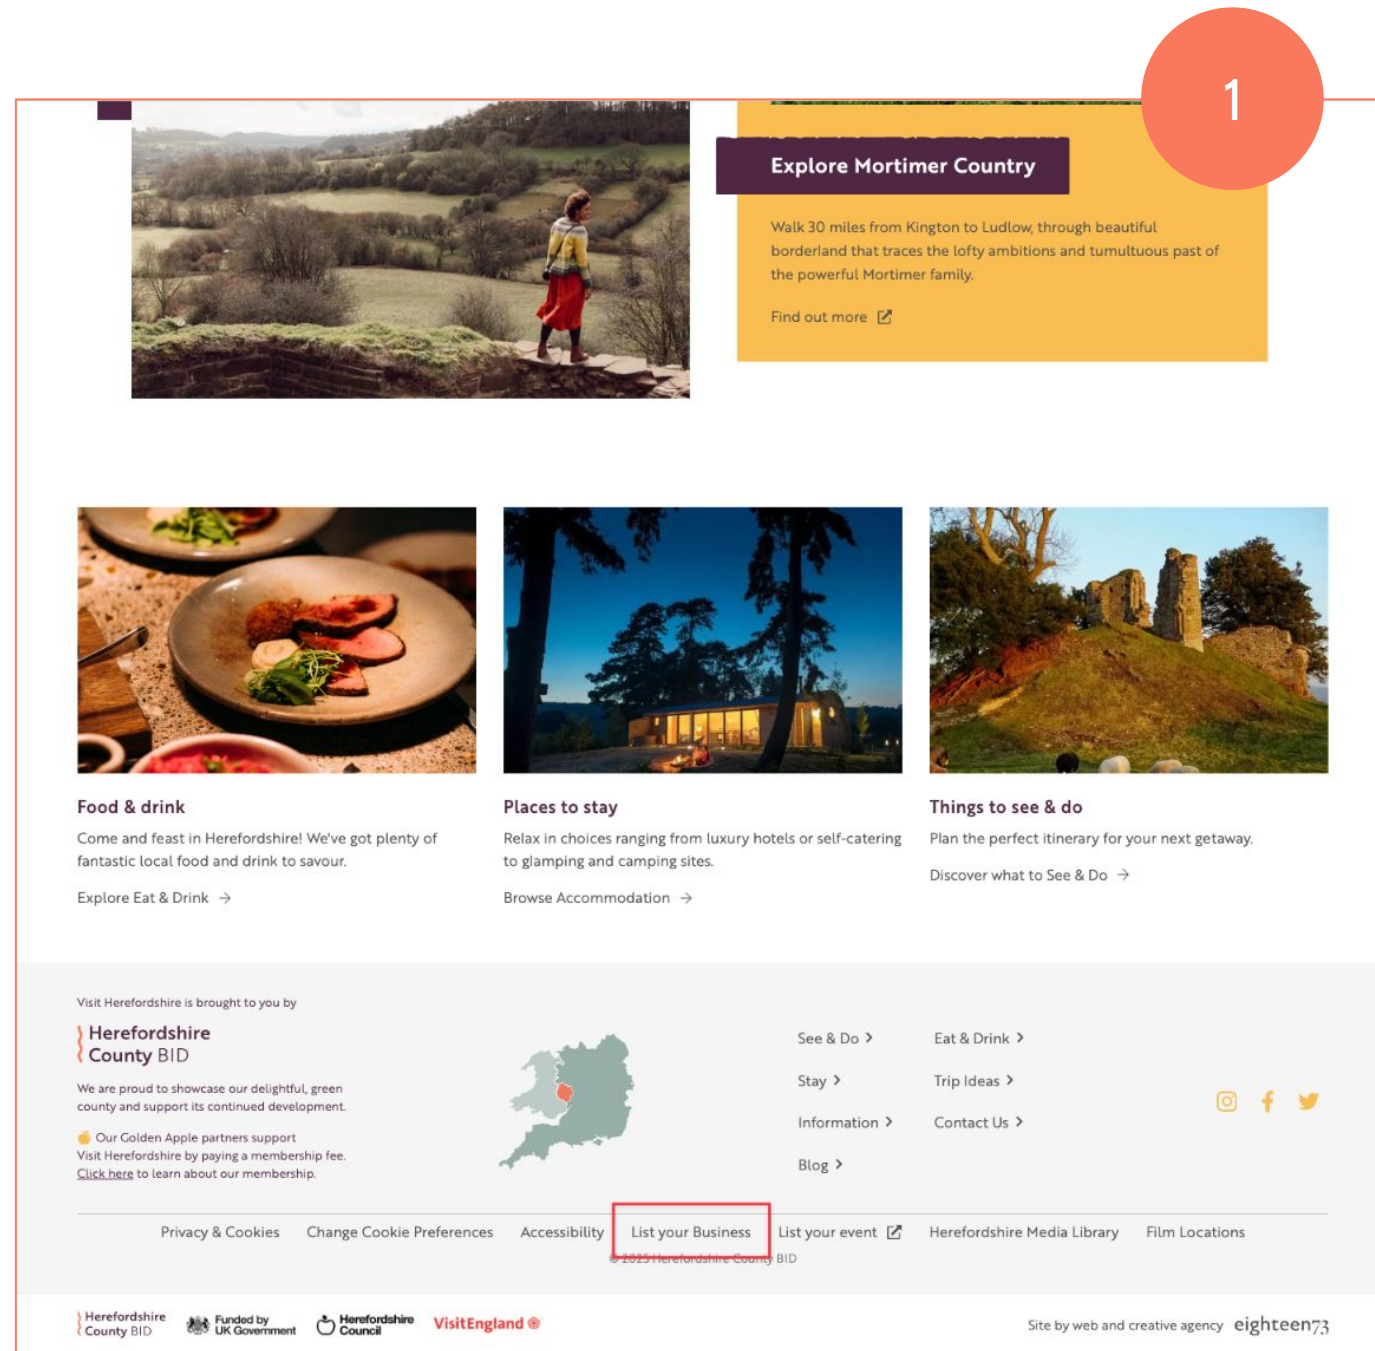 1
Explore Mortimer Country
Walk 30 miles from Kington to Ludlow, through beautiful
borderland that traces the lofty ambitions and tumultuous past of
the powerful Mortimer family.
Find out more
Food & drink
Come and feast in Herefordshire! We've got plenty of
fantastic local food and drink to savour.
Explore Eat & Drink →
Places to stay
Relax in choices ranging from luxury hotels or self-catering
to glamping and camping sites.
Browse Accommodation →
Things to see & do
Plan the perfect itinerary for your next getaway.
Discover what to See & Do →
Visit Herefordshire is brought to you by
Herefordshire
County BID
We are proud to showcase our delightful, green
county and support its continued development.
Our Golden Apple partners support
Visit Herefordshire by paying a membership fee.
Click here to learn about our membership.
See & Do >
Eat & Drink >
Stay >
Trip Ideas >
Information >
Contact Us >
Blog >
Privacy & Cookies Change Cookie Preferences Accessibility List your Business List your event Herefordshire Media Library Film Locations
© 2025 Herefordshire County BID
Herefordshire
County BID
Funded by
UK Government
Herefordshire
Council
VisitEngland
Site by web and creative agency eighteen73